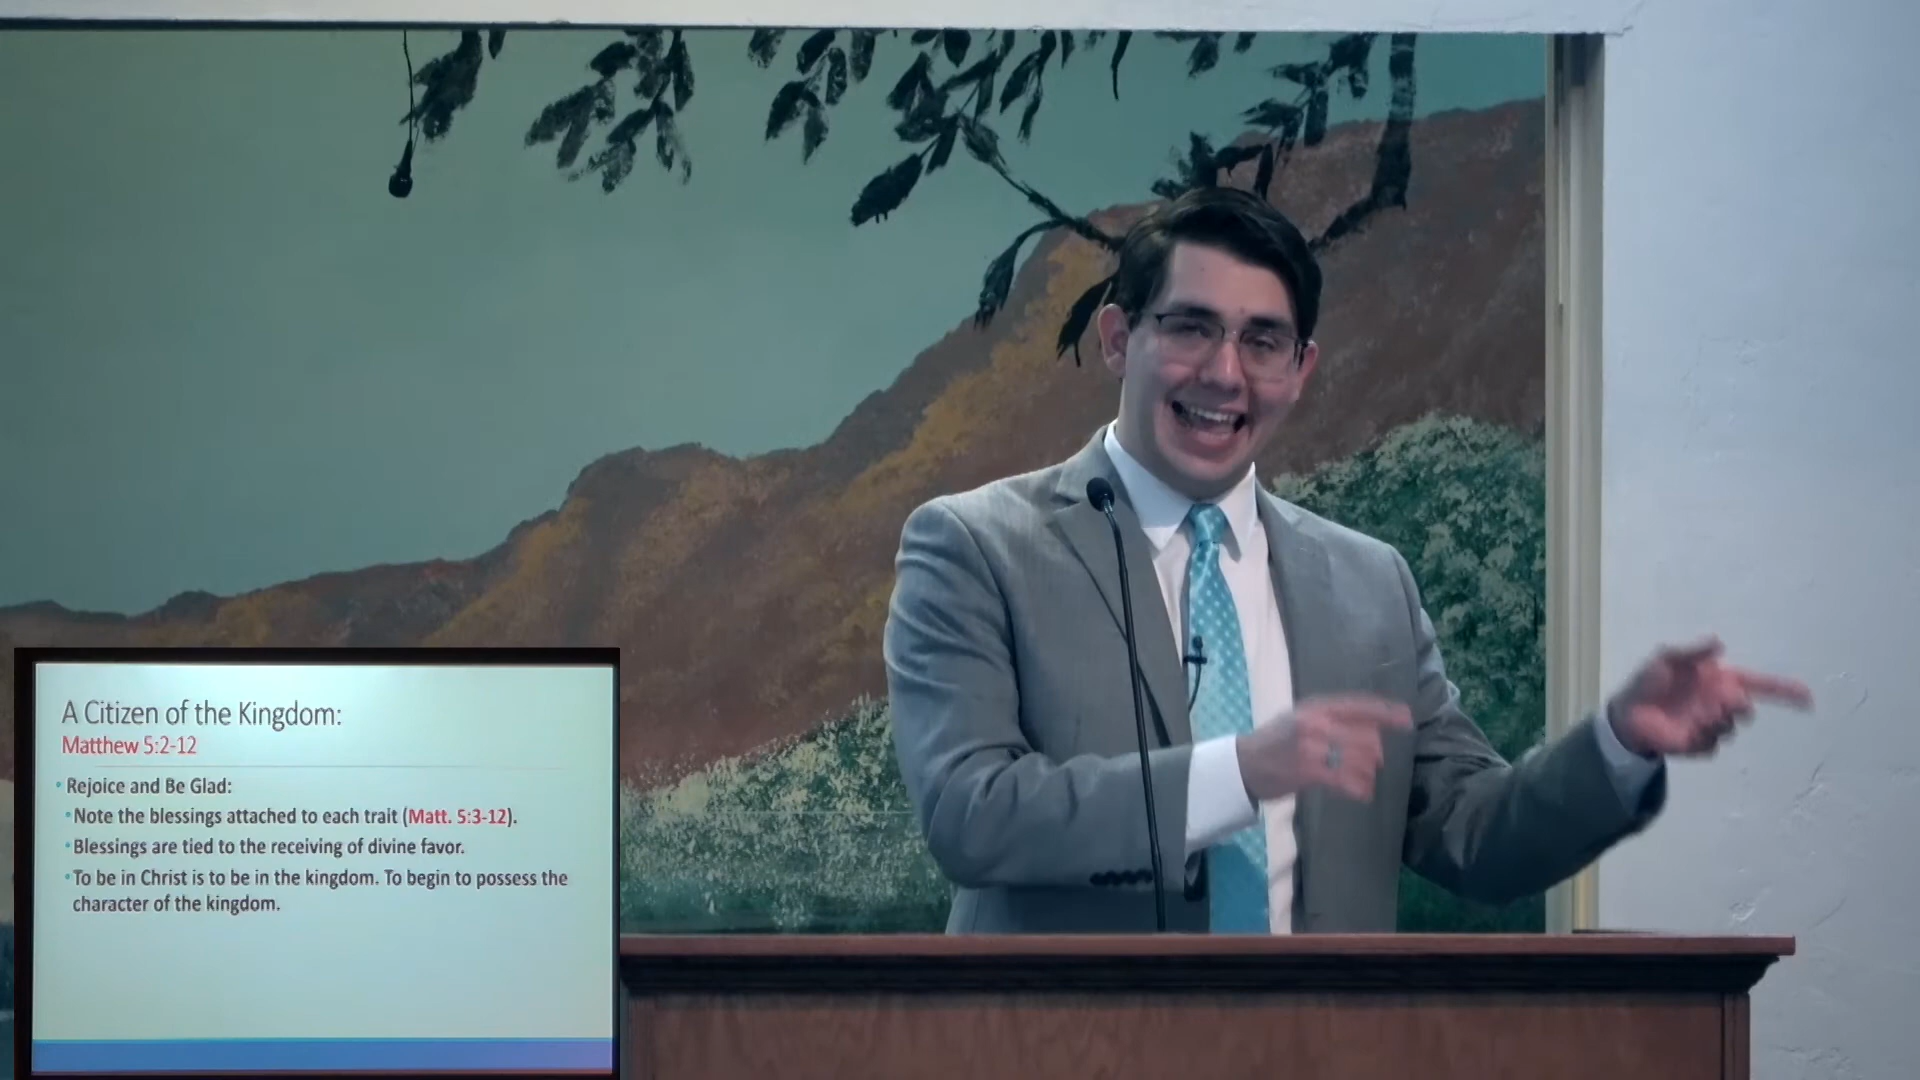 A Citizen of the Kingdom:
Matthew 5:2-12
• Rejoice and Be Glad:
• Note the blessings attached to each trait (Matt. 5:3-12).
• Blessings are tied to the receiving of divine favor.
• To be in Christ is to be in the kingdom. To begin to possess the
character of the kingdom.